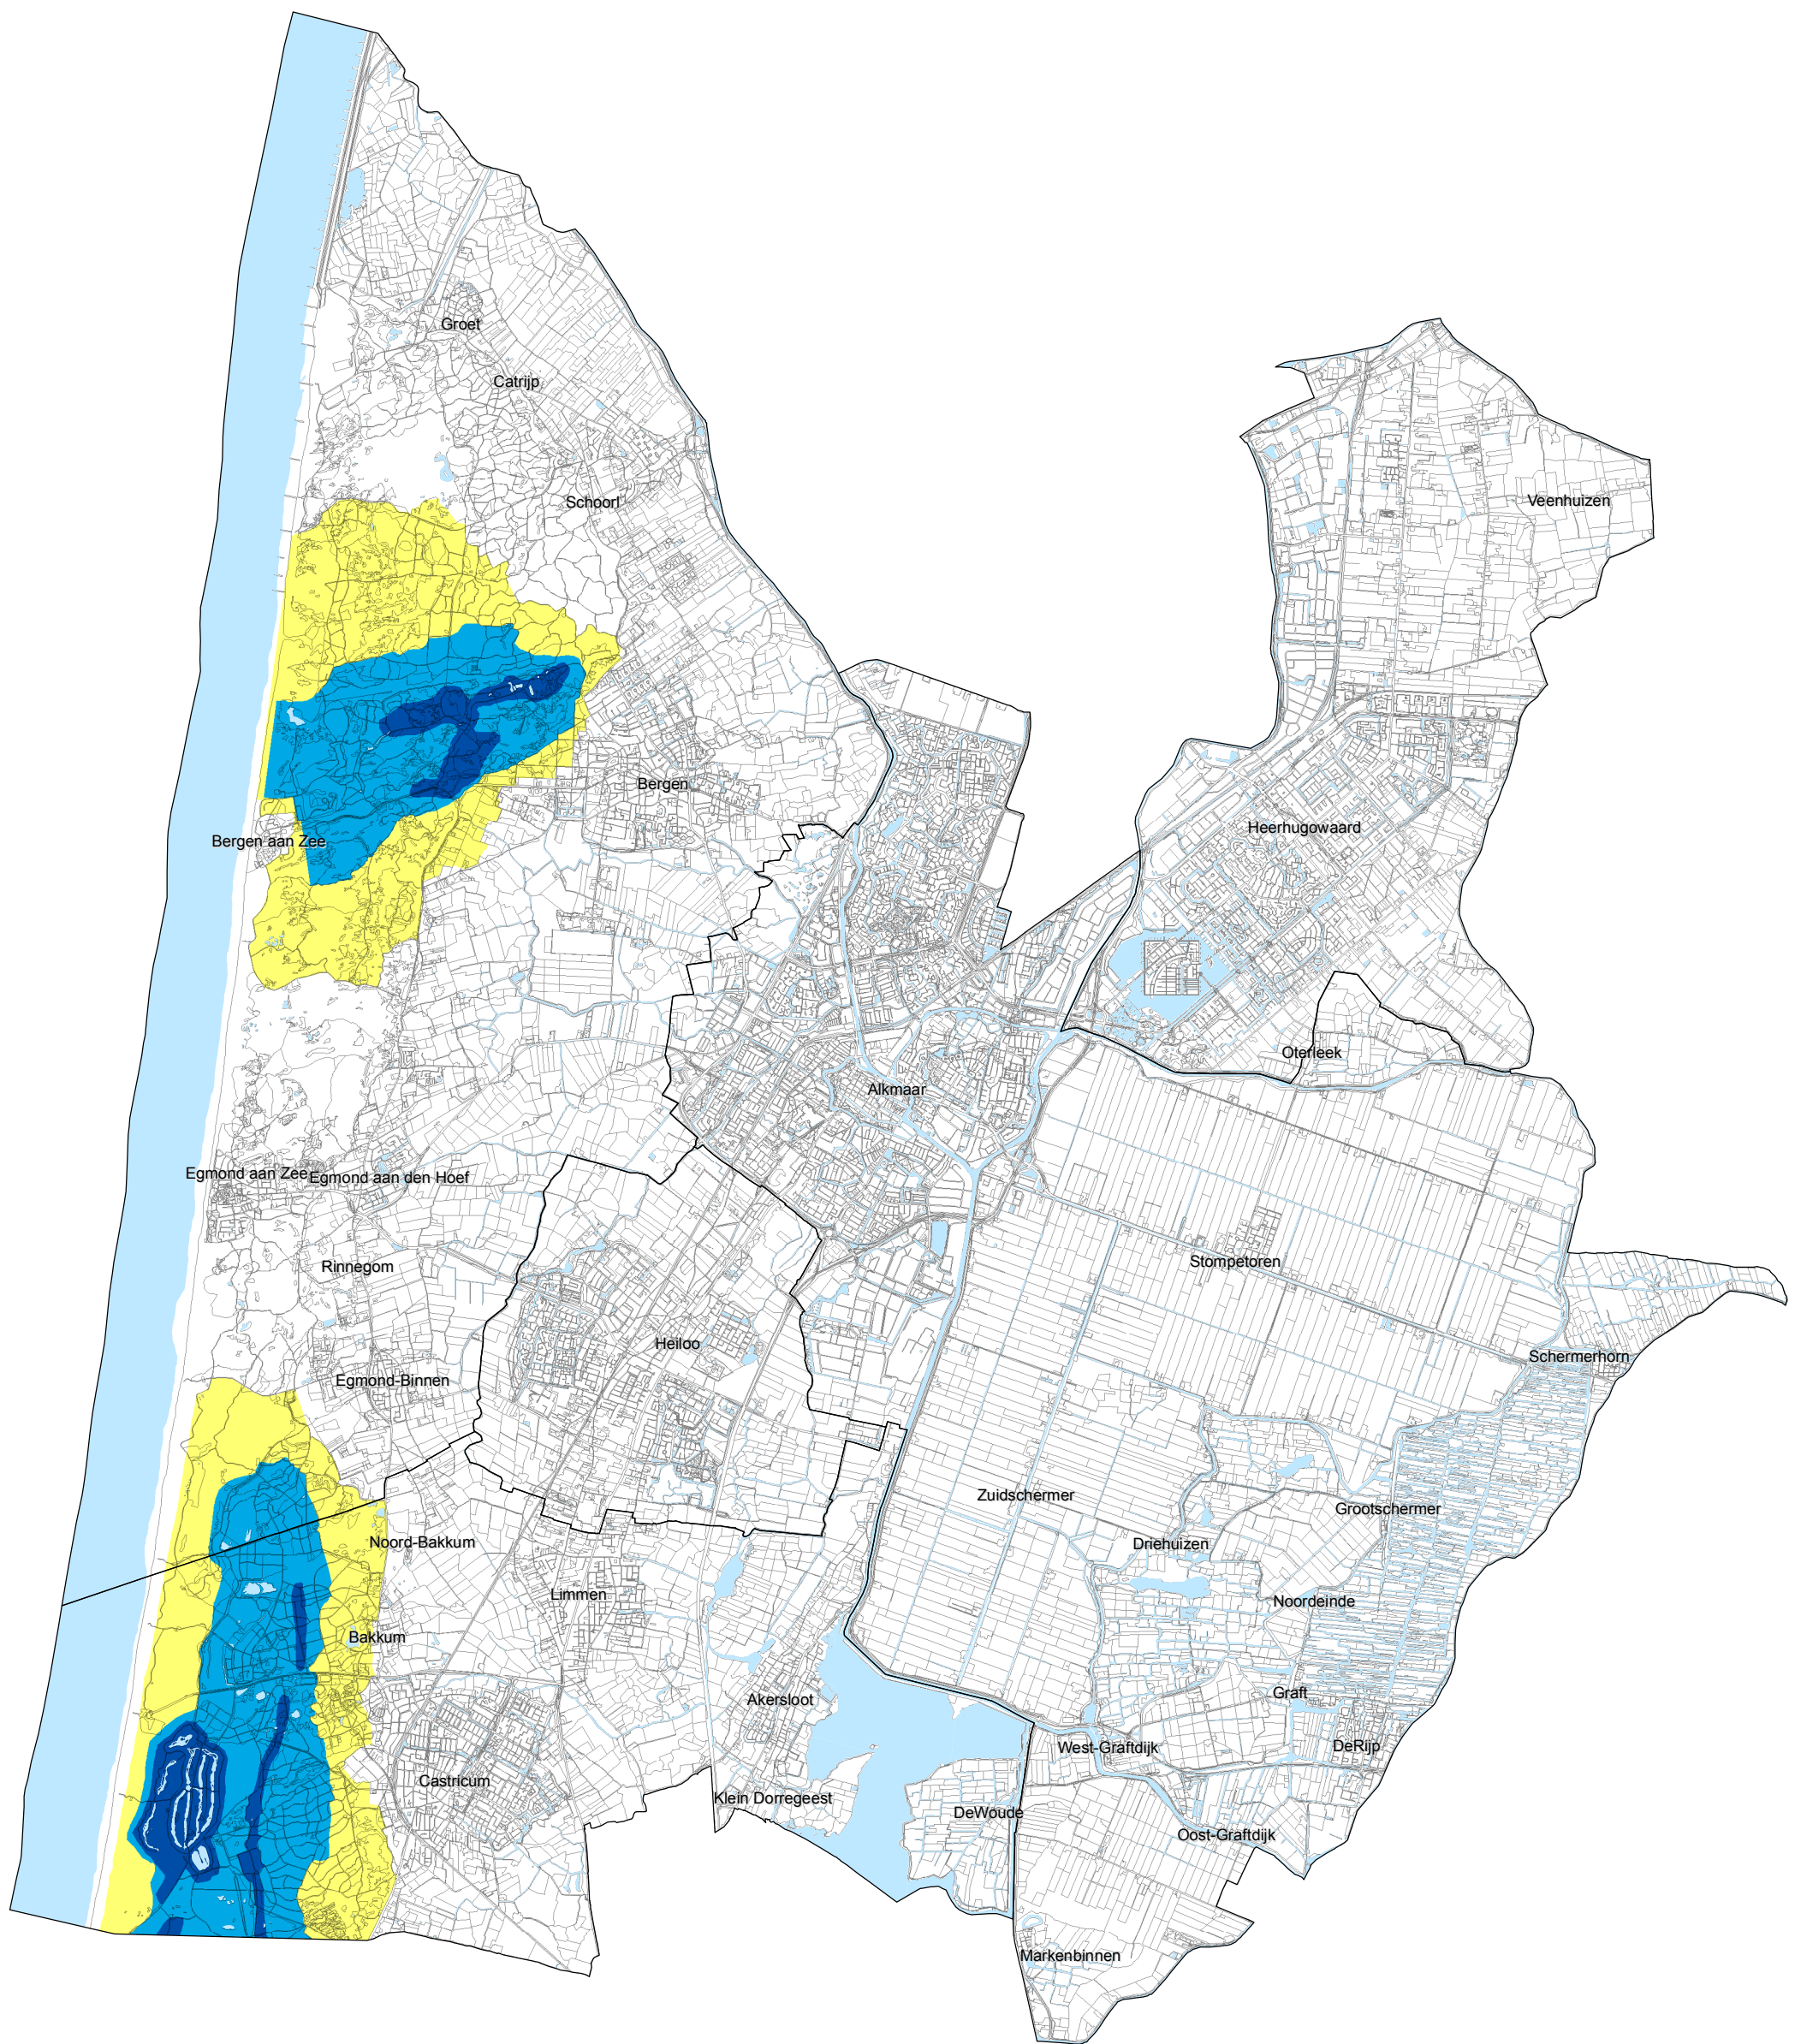 Groet
Catrijp
Schoorl
Veenhuizen
Bergen
Heerhugowaard
Bergen aan Zee
Oterleek
Alkmaar
Egmond aan Zee
Egmond aan den Hoef
Stompetoren
Rinnegom
Heiloo
Schermerhorn
Egmond-Binnen
Zuidschermer
Grootschermer
Noord-Bakkum
Driehuizen
Limmen
Noordeinde
Bakkum
Graft
Akersloot
DeRijp
West-Graftdijk
Castricum
Klein Dorregeest
DeWoude
Oost-Graftdijk
Markenbinnen